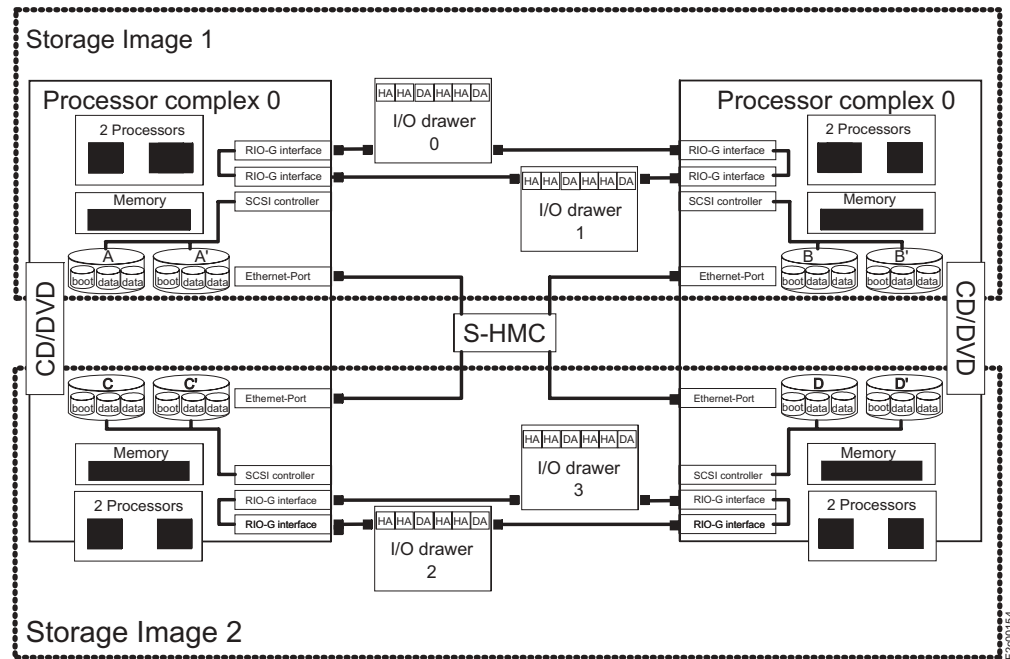 Storage Image 1
Processor complex 0
2 Processors
Memory
A
A'
boot data data
boot data data
RIO-G interface
RIO-G interface
SCSI controller
Ethernet-Port
HA HA DA HA HA DA
I/O drawer
0
HA HA DA HA HA DA
I/O drawer
1
Processor complex 0
2 Processors
Memory
B
B'
boot data data
boot data data
RIO-G interface
RIO-G interface
SCSI controller
Ethernet-Port
CD/DVD
S-HMC
CD/DVD
C
C'
boot data data
boot data data
Memory
2 Processors
Ethernet-Port
SCSI controller
RIO-G interface
RIO-G interface
HA HA DA HA HA DA
I/O drawer
3
HA HA DA HA HA DA
I/O drawer
2
D
D'
boot data data
boot data data
Memory
2 Processors
Ethernet-Port
SCSI controller
RIO-G interface
RIO-G interface
Storage Image 2